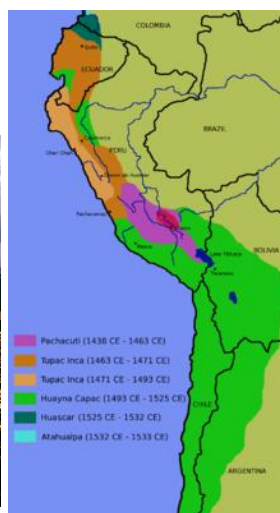 COLOMBIA
Quito
ECUADOR
Cajamarca
PERU
BRAZIL
Chan Chan
Pachacamac
Cusco
BOLIVIA
Lake Titicaca
Nazca
Pachacuti (1438 CE - 1463 CE)
Tupac Inca (1463 CE - 1471 CE)
Tupac Inca (1471 CE - 1493 CE)
Huayna Capac (1493 CE - 1525 CE)
Huascar (1525 CE - 1532 CE)
Atahualpa (1532 CE - 1533 CE)
CHILE
ARGENTINA